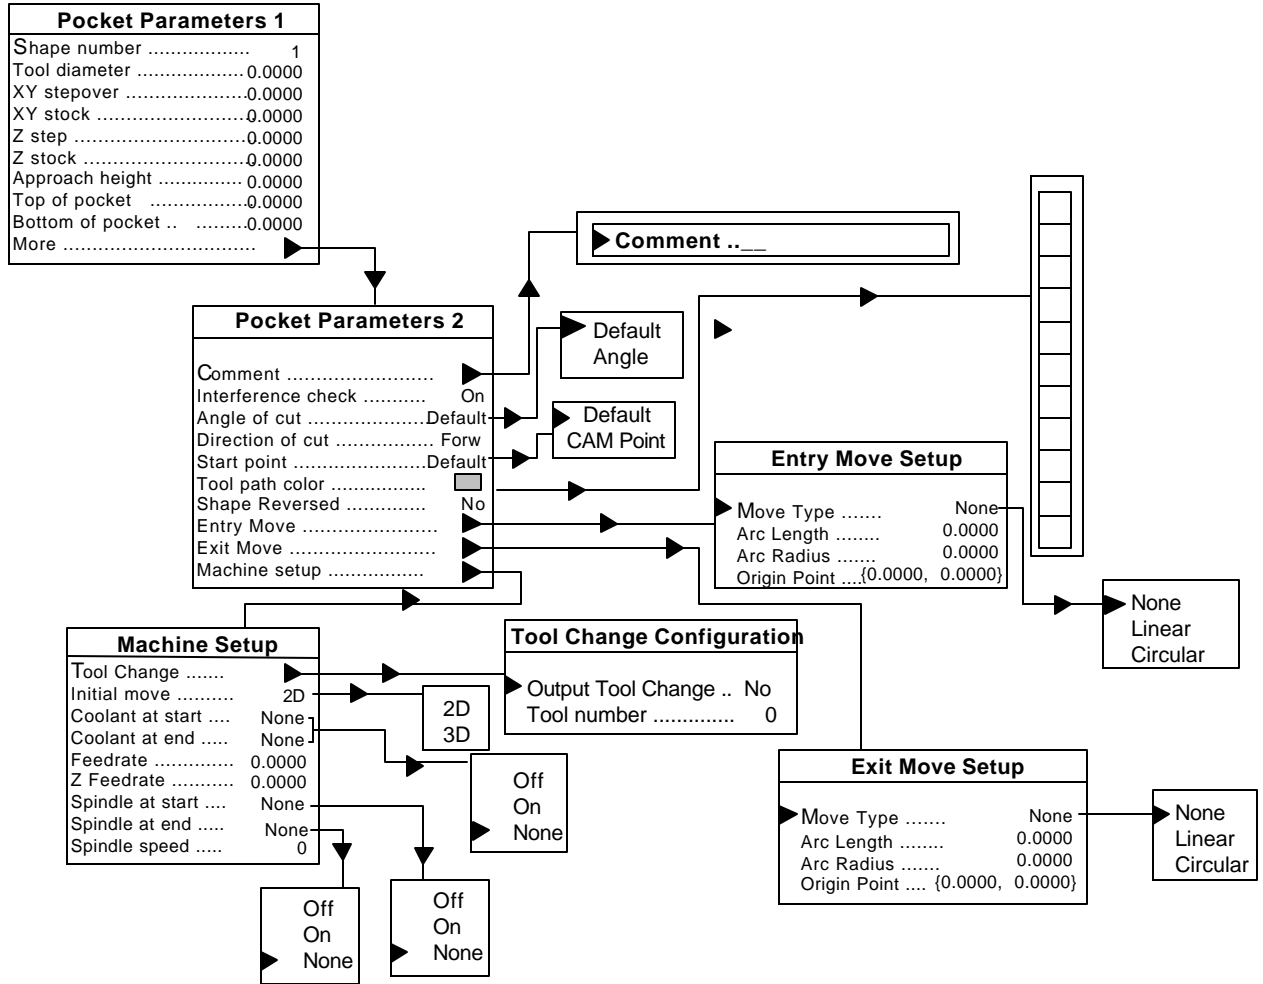 Pocket Parameters 1
Shape number .................. 1
Tool diameter .................. 0.0000
XY stepover ..................... 0.0000
XY stock ........................... 0.0000
Z step ............................. 0.0000
Z stock ............................ 0.0000
Approach height .............. 0.0000
Top of pocket .................. 0.0000
Bottom of pocket .. ......... 0.0000
More .................................
Comment ..__
Pocket Parameters 2
Comment .........................
Interference check ........... On
Angle of cut ..................... Default
Direction of cut ................ Forw
Start point ....................... Default
Tool path color ................
Shape Reversed .............. No
Entry Move .......................
Exit Move .........................
Machine setup ................
Default
Angle
Default
CAM Point
Entry Move Setup
Move Type ....... None
Arc Length ........ 0.0000
Arc Radius ....... 0.0000
Origin Point .... {0.0000, 0.0000}
None
Linear
Circular
Machine Setup
Tool Change .......
Initial move .......... 2D
Coolant at start .... None
Coolant at end ..... None
Feedrate .............. 0.0000
Z Feedrate ........... 0.0000
Spindle at start .... None
Spindle at end ..... None
Spindle speed ..... 0
Tool Change Configuration
Output Tool Change .. No
Tool number .............. 0
2D
3D
Off
On
None
Exit Move Setup
Move Type ....... None
Arc Length ........ 0.0000
Arc Radius ....... 0.0000
Origin Point .... {0.0000, 0.0000}
None
Linear
Circular
Off
On
None
Off
On
None